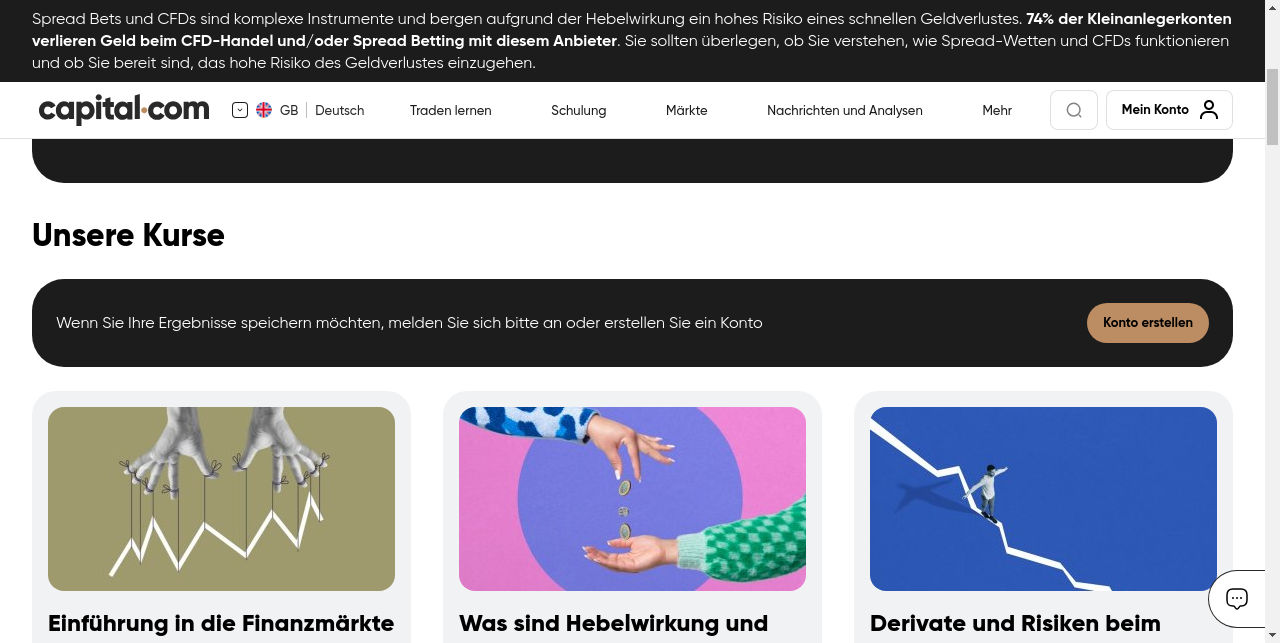 Spread Bets und CFDs sind komplexe Instrumente und bergen aufgrund der Hebelwirkung ein hohes Risiko eines schnellen Geldverlustes. 74% der Kleinanlegerkonten
verlieren Geld beim CFD-Handel und/oder Spread Betting mit diesem Anbieter. Sie sollten überlegen, ob Sie verstehen, wie Spread-Wetten und CFDs funktionieren
und ob Sie bereit sind, das hohe Risiko des Geldverlustes einzugehen.
capital.com GB Deutsch Traden lernen Schulung Märkte Nachrichten und Analysen Mehr Mein Konto
Unsere Kurse
Wenn Sie Ihre Ergebnisse speichern möchten, melden Sie sich bitte an oder erstellen Sie ein Konto Konto erstellen
Einführung in die Finanzmärkte
Was sind Hebelwirkung und
Derivate und Risiken beim